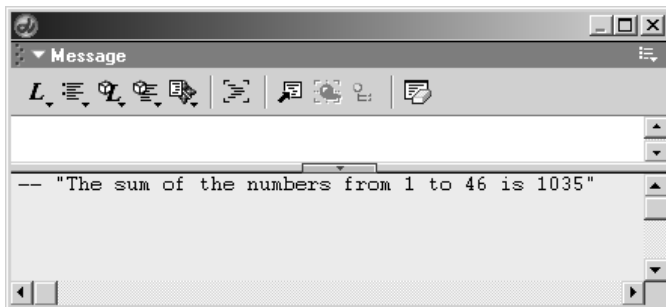 Message
-- "The sum of the numbers from 1 to 46 is 1035"